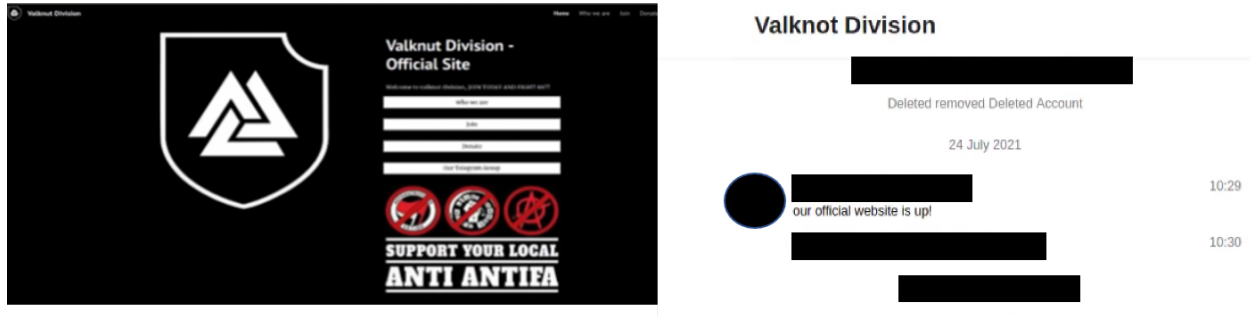 Valknut Division
Home Who we are Join Donate
Valknut Division -
Official Site
Welcome to valknut division, JOIN TODAY AND FIGHT
Who we are
Join
Donate
Our Telegram Group
SUPPORT YOUR LOCAL
ANTI ANTIFA
Valknot Division
Deleted removed Deleted Account
24 July 2021
10:29
our official website is up!
10:30